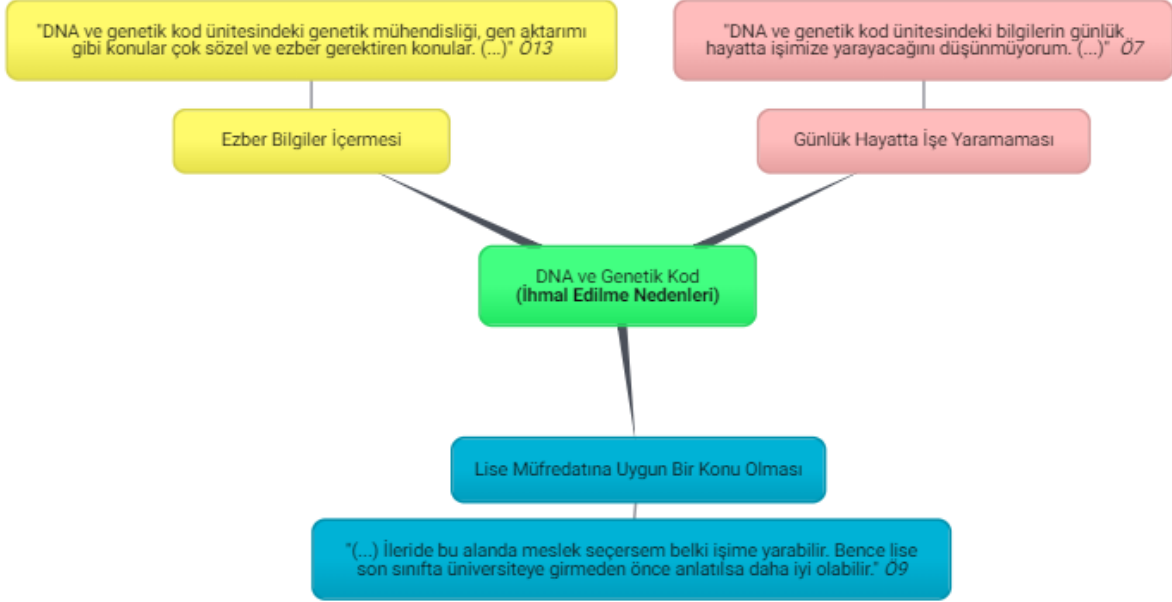 "DNA ve genetik kod ünitesindeki genetik mühendisliği, gen aktarımı
gibi konular çok sözel ve ezber gerektiren konular. (...)" Ö13
"DNA ve genetik kod ünitesindeki bilgilerin günlük
hayatta işimize yarayacağını düşünmüyorum. (...)" Ö7
Ezber Bilgiler İçermesi
Günlük Hayatta İşe Yaramaması
DNA ve Genetik Kod
(İhmal Edilme Nedenleri)
Lise Müfredatına Uygun Bir Konu Olması
"(...) İleride bu alanda meslek seçersem belki işime yarabilir. Bence lise
son sınıfta üniversiteye girmeden önce anlatılsa daha iyi olabilir." Ö9